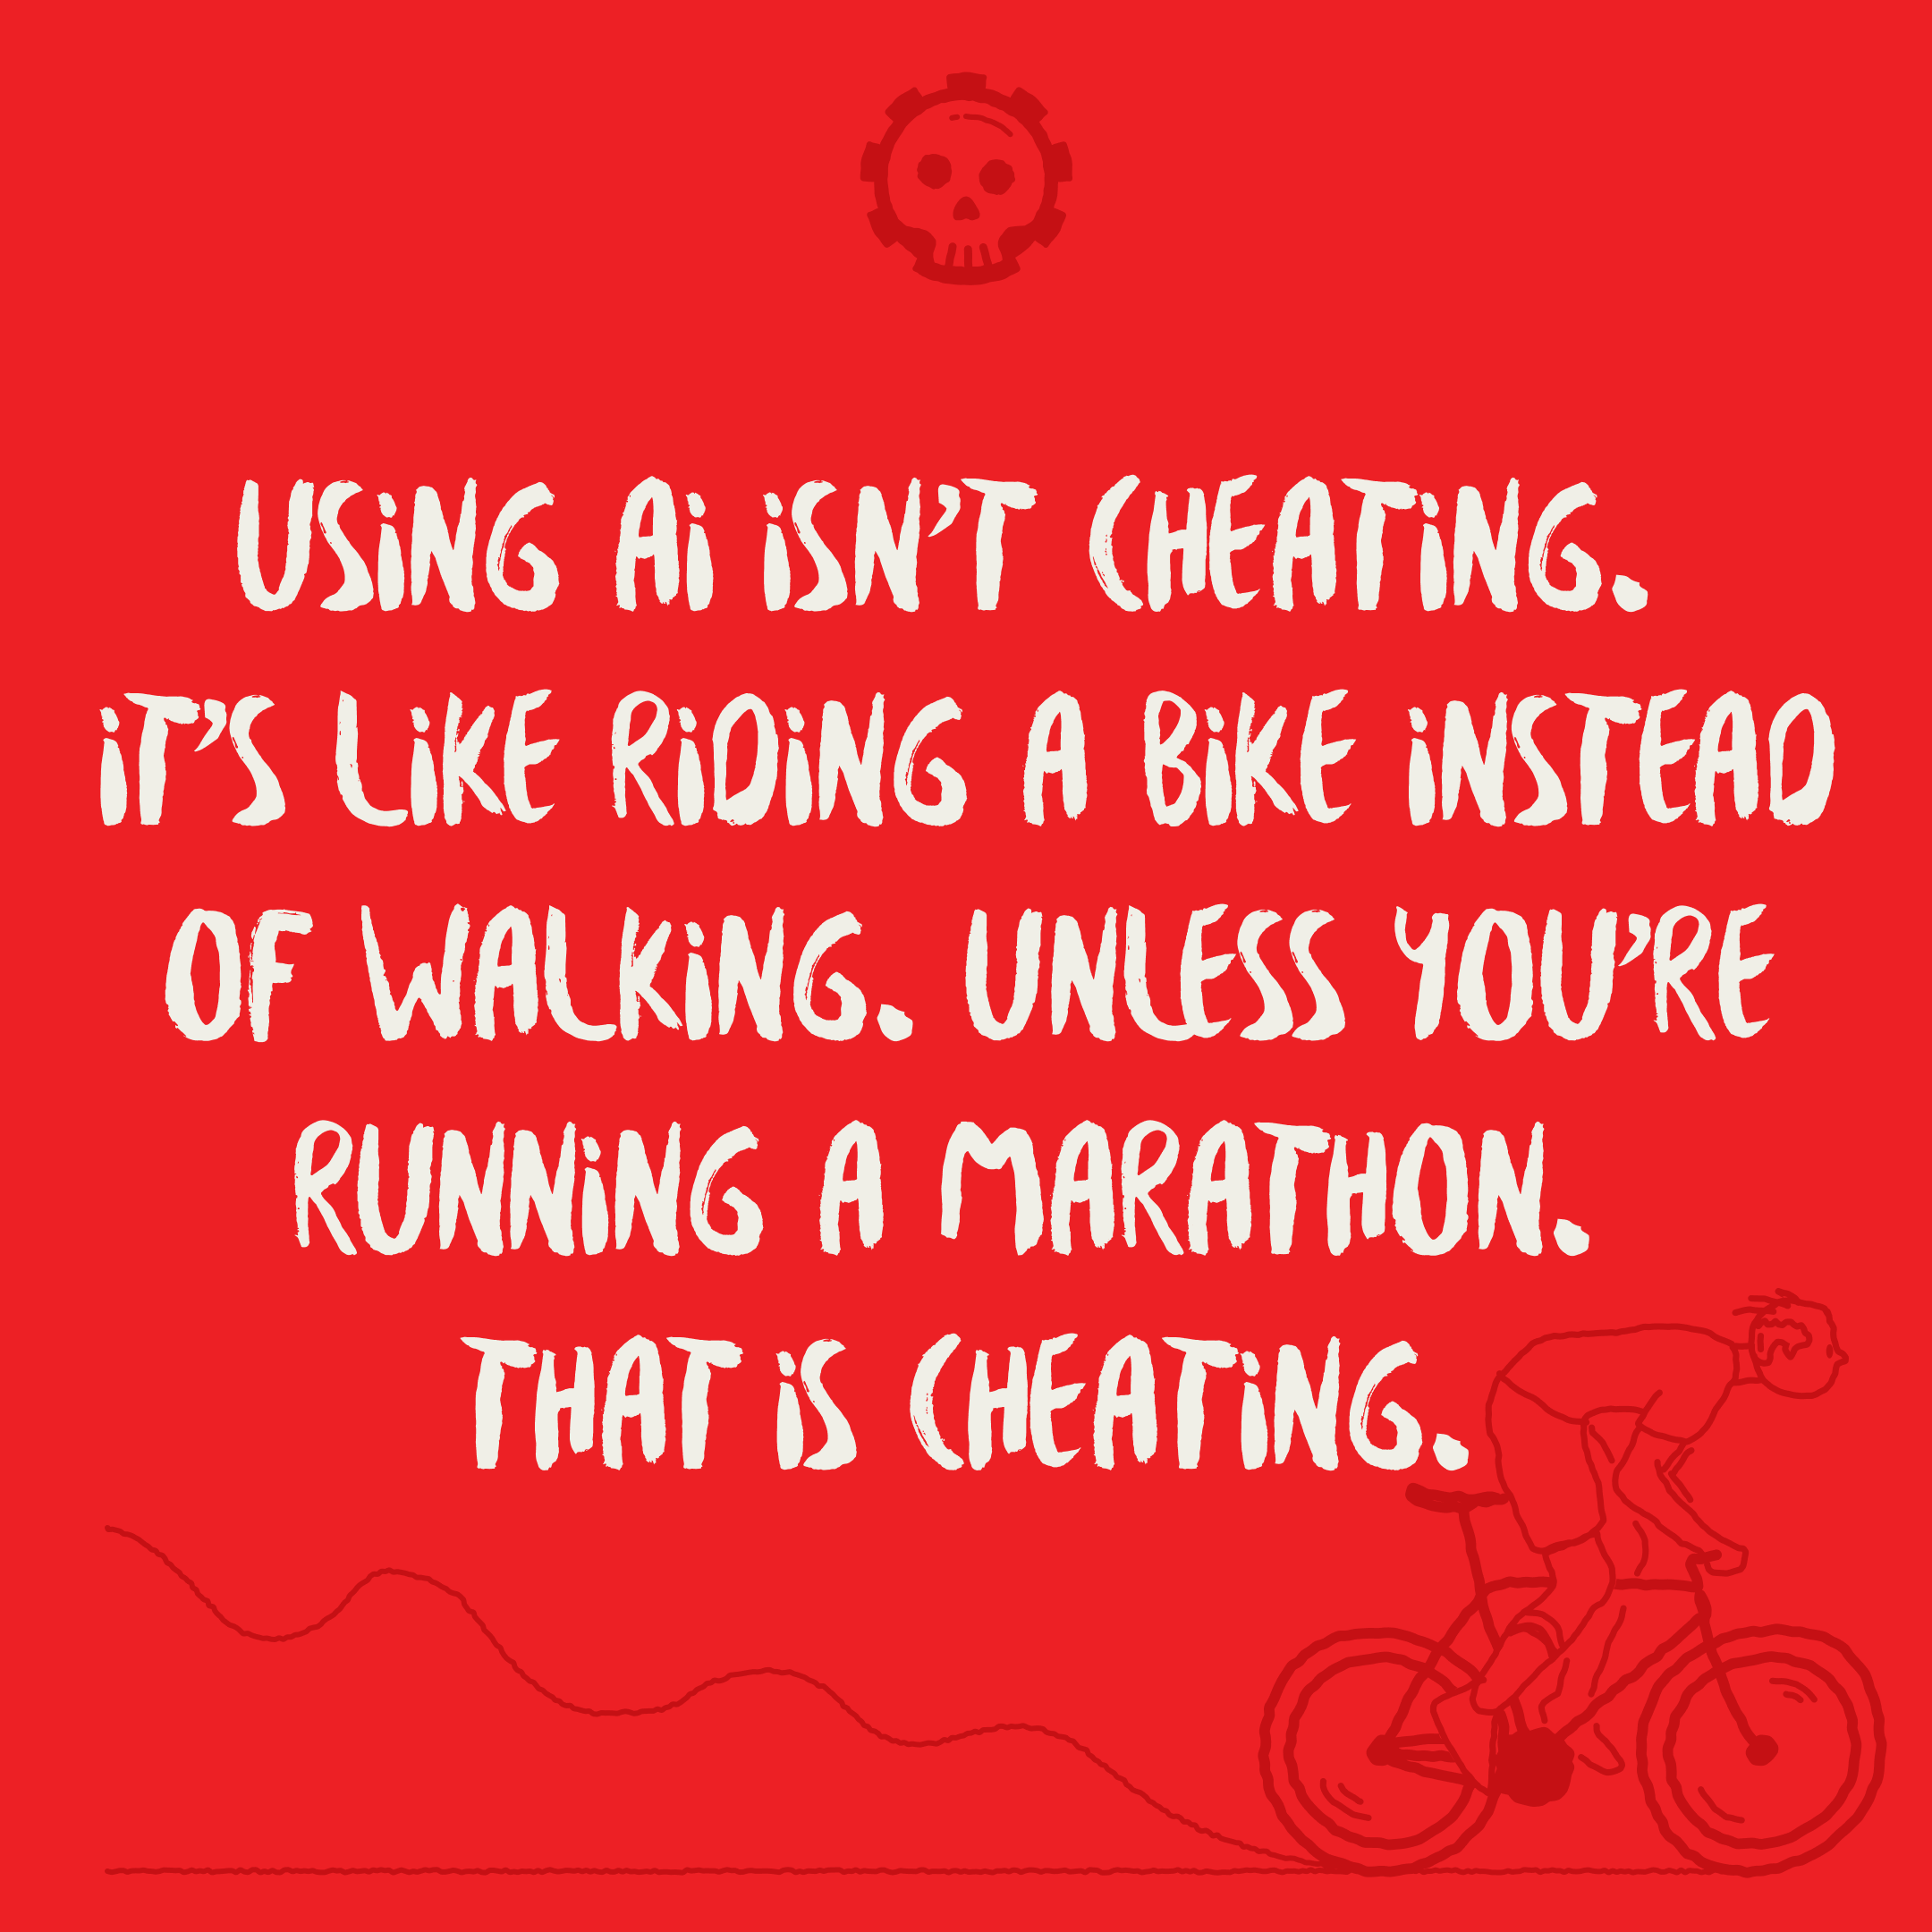 USiNG Ai iSN'T CHEATiNG.
iT'S LiKE RiDiNG A BiKE iNSTEAD
OF WALKiNG. UNLESS YOU'RE
RUNNiNG A MARATHON.
THAT iS CHEATiNG.